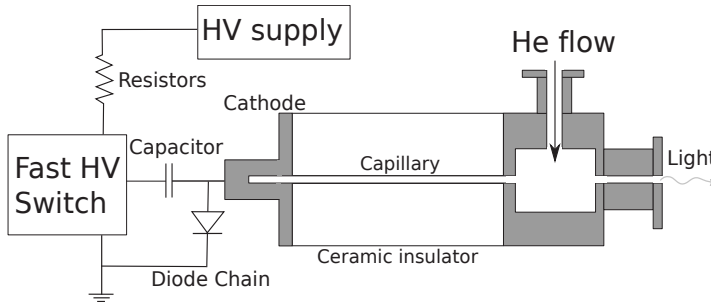 HV supply
He flow
Resistors
Cathode
Capacitor
Fast HV
Switch
Capillary
Light
Diode Chain
Ceramic insulator